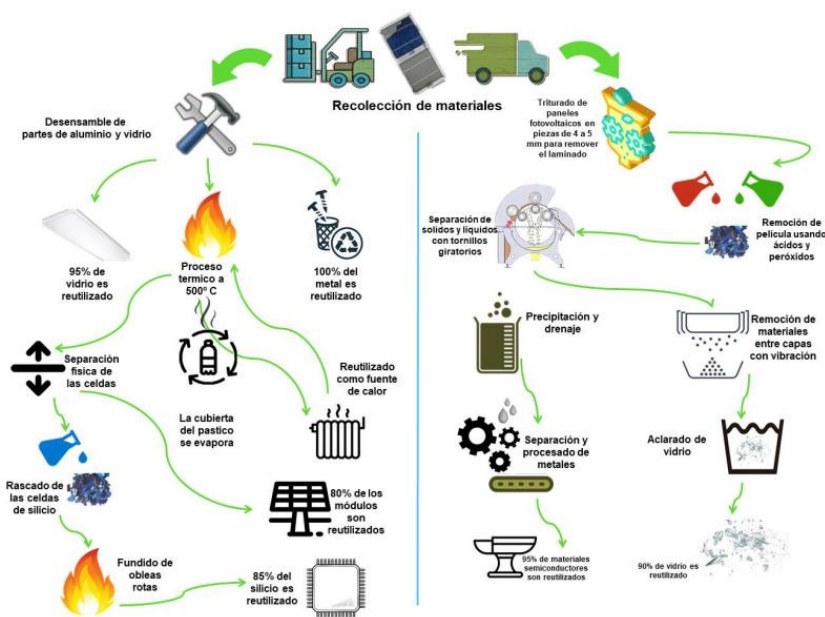 Recolección de materiales
Desensamble de
partes de aluminio y vidrio
95% de
vidrio es
reutilizado
Proceso
termico a
500º C
100% del
metal es
reutilizado
Separación
física de
las celdas
La cubierta
del pastico
se evapora
Reutilizado
como fuente
de calor
Rascado de
las celdas
de silicio
80% de los
módulos son
reutilizados
Fundido de
obleas
rotas
85% del
silicio es
reutilizado
Triturado de
paneles
fotovoltaicos en
piezas de 4 a 5
mm para remover
el laminado
Remoción de
película usando
ácidos y
peróxidos
Separación de
solidos y líquidos
con tornillos
giratorios
Precipitación y
drenaje
Remoción de
materiales
entre capas
con vibración
Separación y
procesado de
metales
Aclarado de
vidrio
95% de materiales
semiconductores
son reutilizados
90% de vidrio es
reutilizado